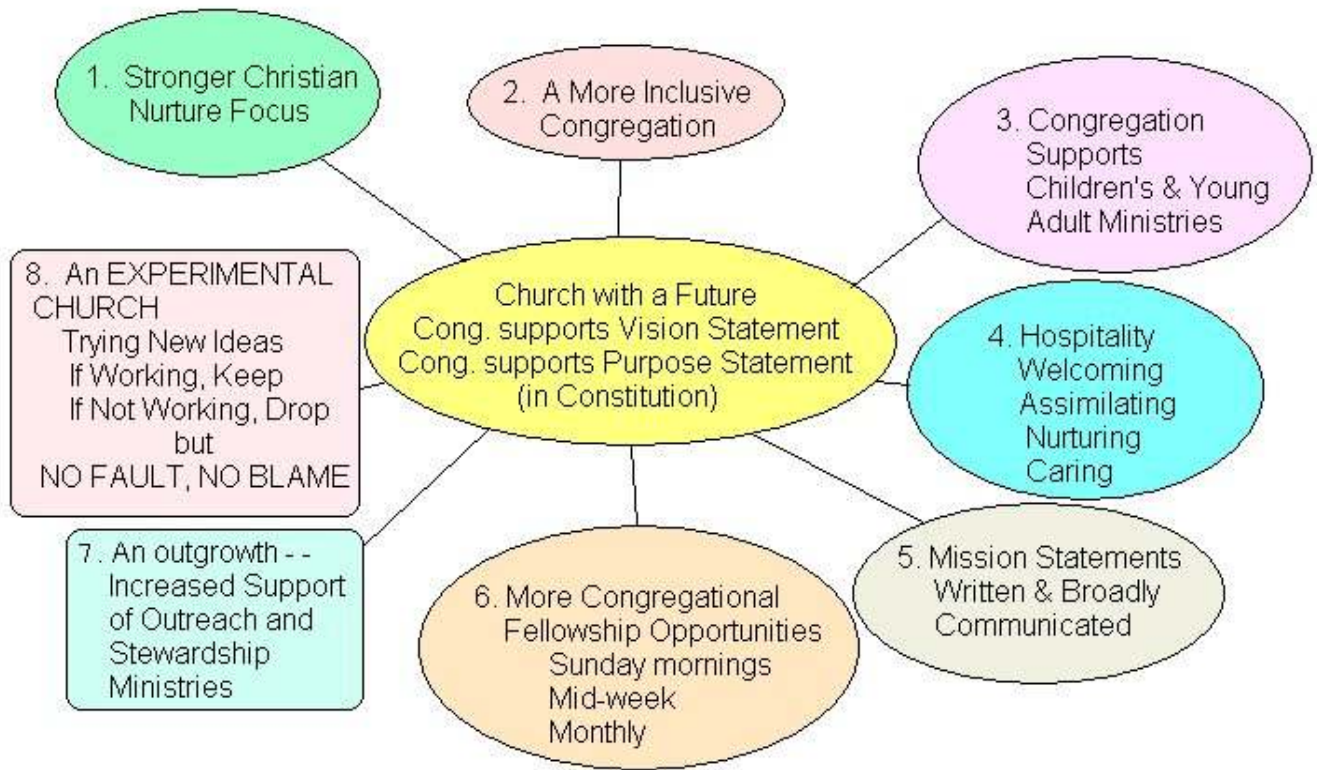 1. Stronger Christian
Nurture Focus
2. A More Inclusive
Congregation
3. Congregation
Supports
Children's & Young
Adult Ministries
8. An EXPERIMENTAL
CHURCH
Trying New Ideas
If Working, Keep
If Not Working, Drop
but
NO FAULT, NO BLAME
Church with a Future
Cong. supports Vision Statement
Cong. supports Purpose Statement
(in Constitution)
4. Hospitality
Welcoming
Assimilating
Nurturing
Caring
7. An outgrowth - -
Increased Support
of Outreach and
Stewardship
Ministries
6. More Congregational
Fellowship Opportunities
Sunday mornings
Mid-week
Monthly
5. Mission Statements
Written & Broadly
Communicated